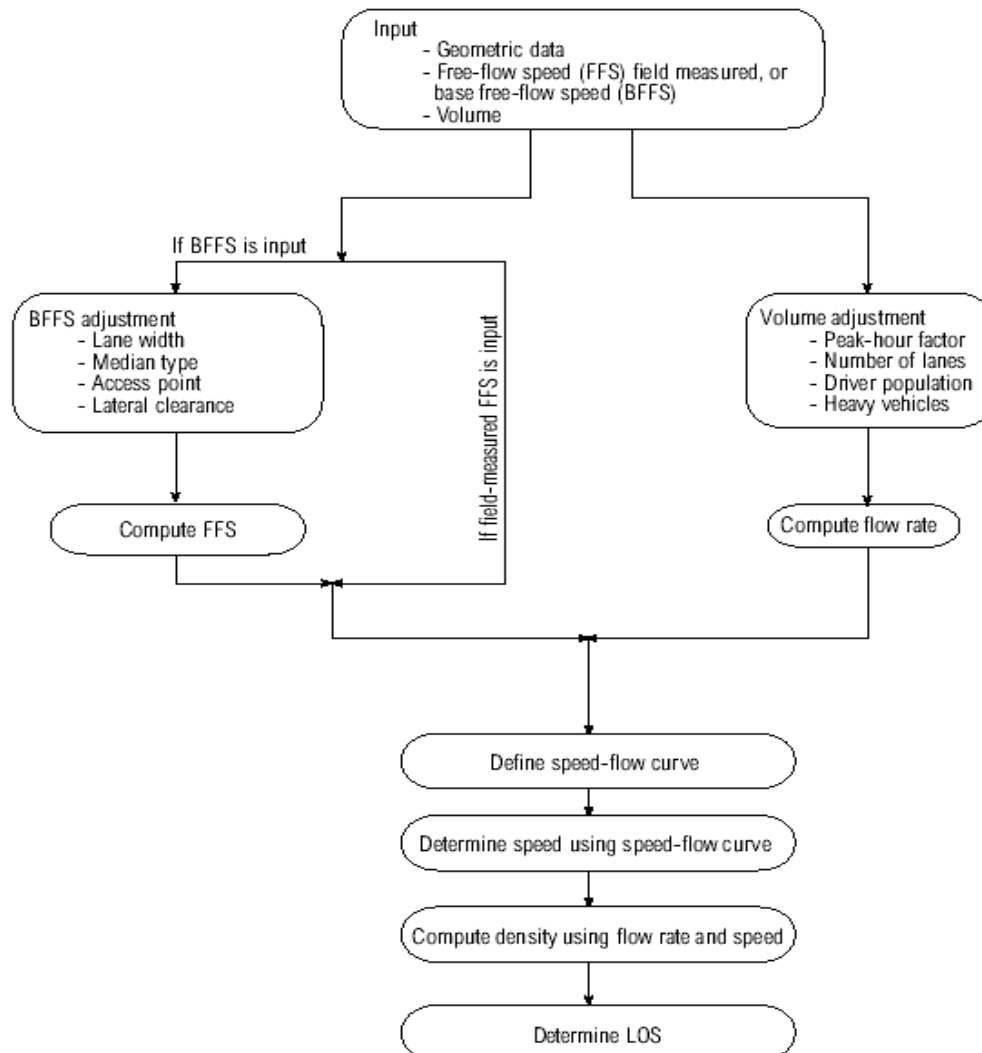 Input
- Geometric data
- Free-flow speed (FFS) field measured, or
base free-flow speed (BFFS)
- Volume
If BFFS is input
BFFS adjustment
- Lane width
- Median type
- Access point
- Lateral clearance
If field-measured FFS is input
Volume adjustment
- Peak-hour factor
- Number of lanes
- Driver population
- Heavy vehicles
Compute FFS
Compute flow rate
Define speed-flow curve
Determine speed using speed-flow curve
Compute density using flow rate and speed
Determine LOS